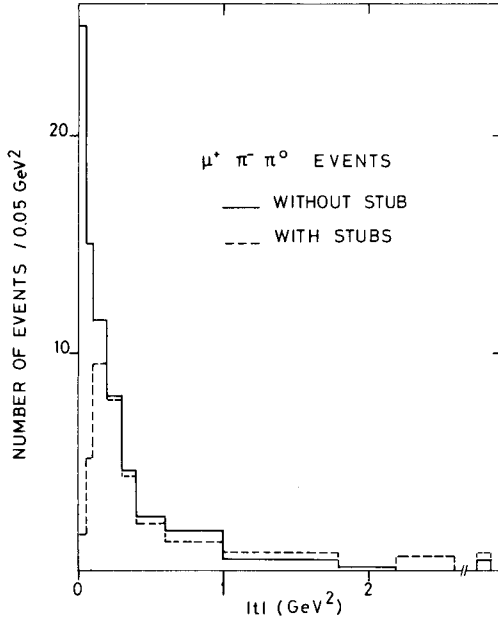 NUMBER OF EVENTS / 0.05 GeV²
20
10
μ⁺ π⁻ π⁰ EVENTS
WITHOUT STUB
WITH STUBS
0
1
2
//
|t| (GeV²)